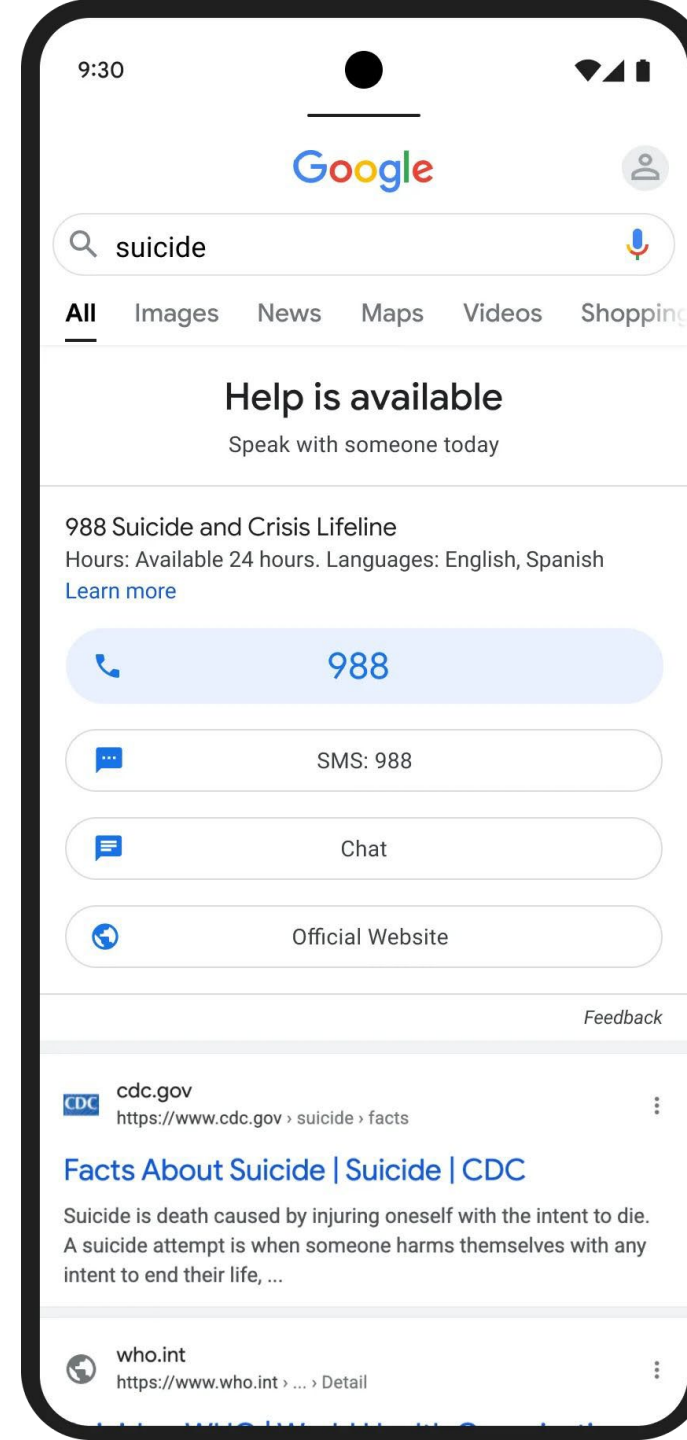 9:30
Google
suicide
All Images News Maps Videos Shopping
Help is available
Speak with someone today
988 Suicide and Crisis Lifeline
Hours: Available 24 hours. Languages: English, Spanish
Learn more
988
SMS: 988
Chat
Official Website
Feedback
CDC
cdc.gov
https://www.cdc.gov › suicide › facts
Facts About Suicide | Suicide | CDC
Suicide is death caused by injuring oneself with the intent to die.
A suicide attempt is when someone harms themselves with any
intent to end their life, ...
who.int
https://www.who.int › ... › Detail